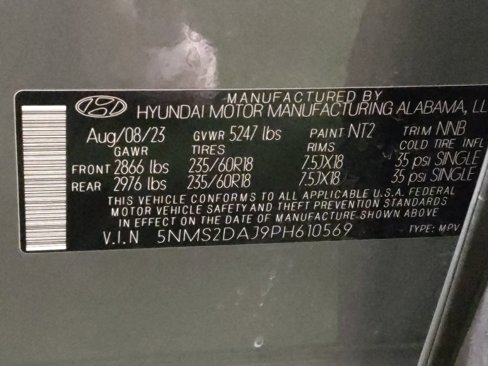 MANUFACTURED BY
HYUNDAI MOTOR MANUFACTURING ALABAMA, LL
Aug/08/23 GVWR 5247 lbs PAINT NT2 TRIM NNB
GAWR TIRES RIMS COLD TIRE INFL
FRONT 2866 lbs 235/60R18 7.5JX18 35 psi SINGLE
REAR 2976 lbs 235/60R18 7.5JX18 35 psi SINGLE
THIS VEHICLE CONFORMS TO ALL APPLICABLE U.S.A. FEDERAL
MOTOR VEHICLE SAFETY AND THEFT PREVENTION STANDARDS
IN EFFECT ON THE DATE OF MANUFACTURE SHOWN ABOVE.
V.I.N 5NMS2DAJ9PH610569 TYPE: MPV